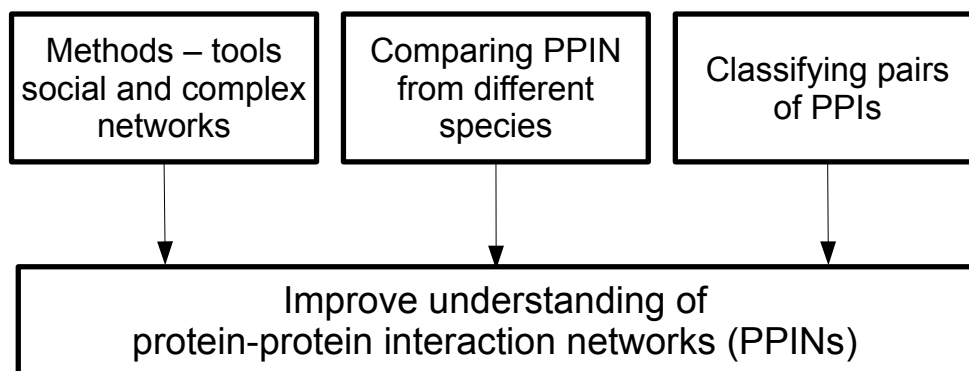 Methods – tools
social and complex
networks
Comparing PPIN
from different
species
Classifying pairs
of PPIs
Improve understanding of
protein-protein interaction networks (PPINs)